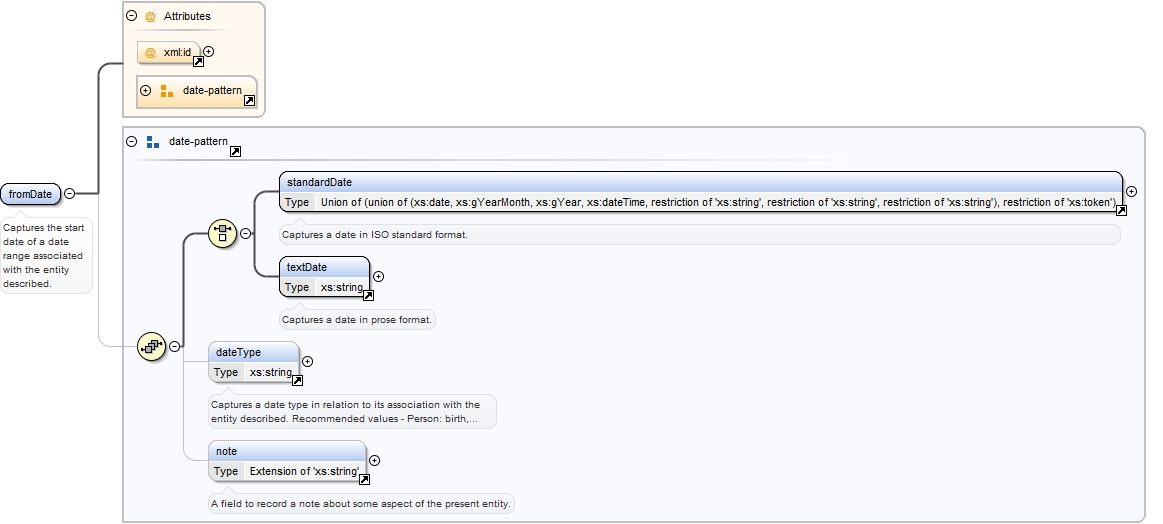 Attributes
xml:id
date-pattern
date-pattern
fromDate
Captures the start
date of a date
range associated
with the entity
described.
standardDate
Type Union of (union of (xs:date, xs:gYearMonth, xs:gYear, xs:dateTime, restriction of 'xs:string', restriction of 'xs:string', restriction of 'xs:string'), restriction of 'xs:token')
Captures a date in ISO standard format.
textDate
Type xs:string
Captures a date in prose format.
dateType
Type xs:string
Captures a date type in relation to its association with the
entity described. Recommended values - Person: birth,...
note
Type Extension of 'xs:string'
A field to record a note about some aspect of the present entity.